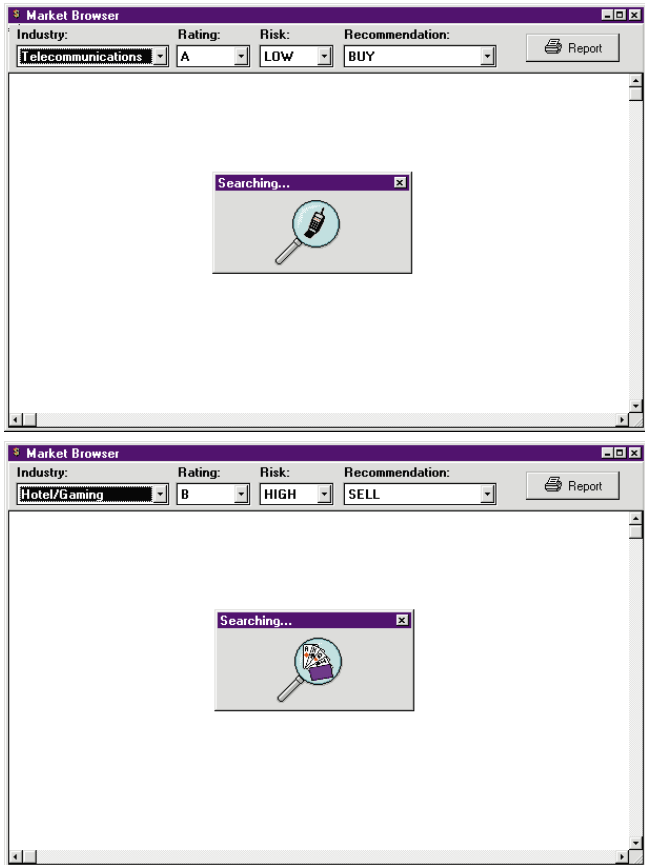 Market Browser
Industry: Rating: Risk: Recommendation:
Telecommunications A LOW BUY Report
Searching...
Market Browser
Industry: Rating: Risk: Recommendation:
Hotel/Gaming B HIGH SELL Report
Searching...